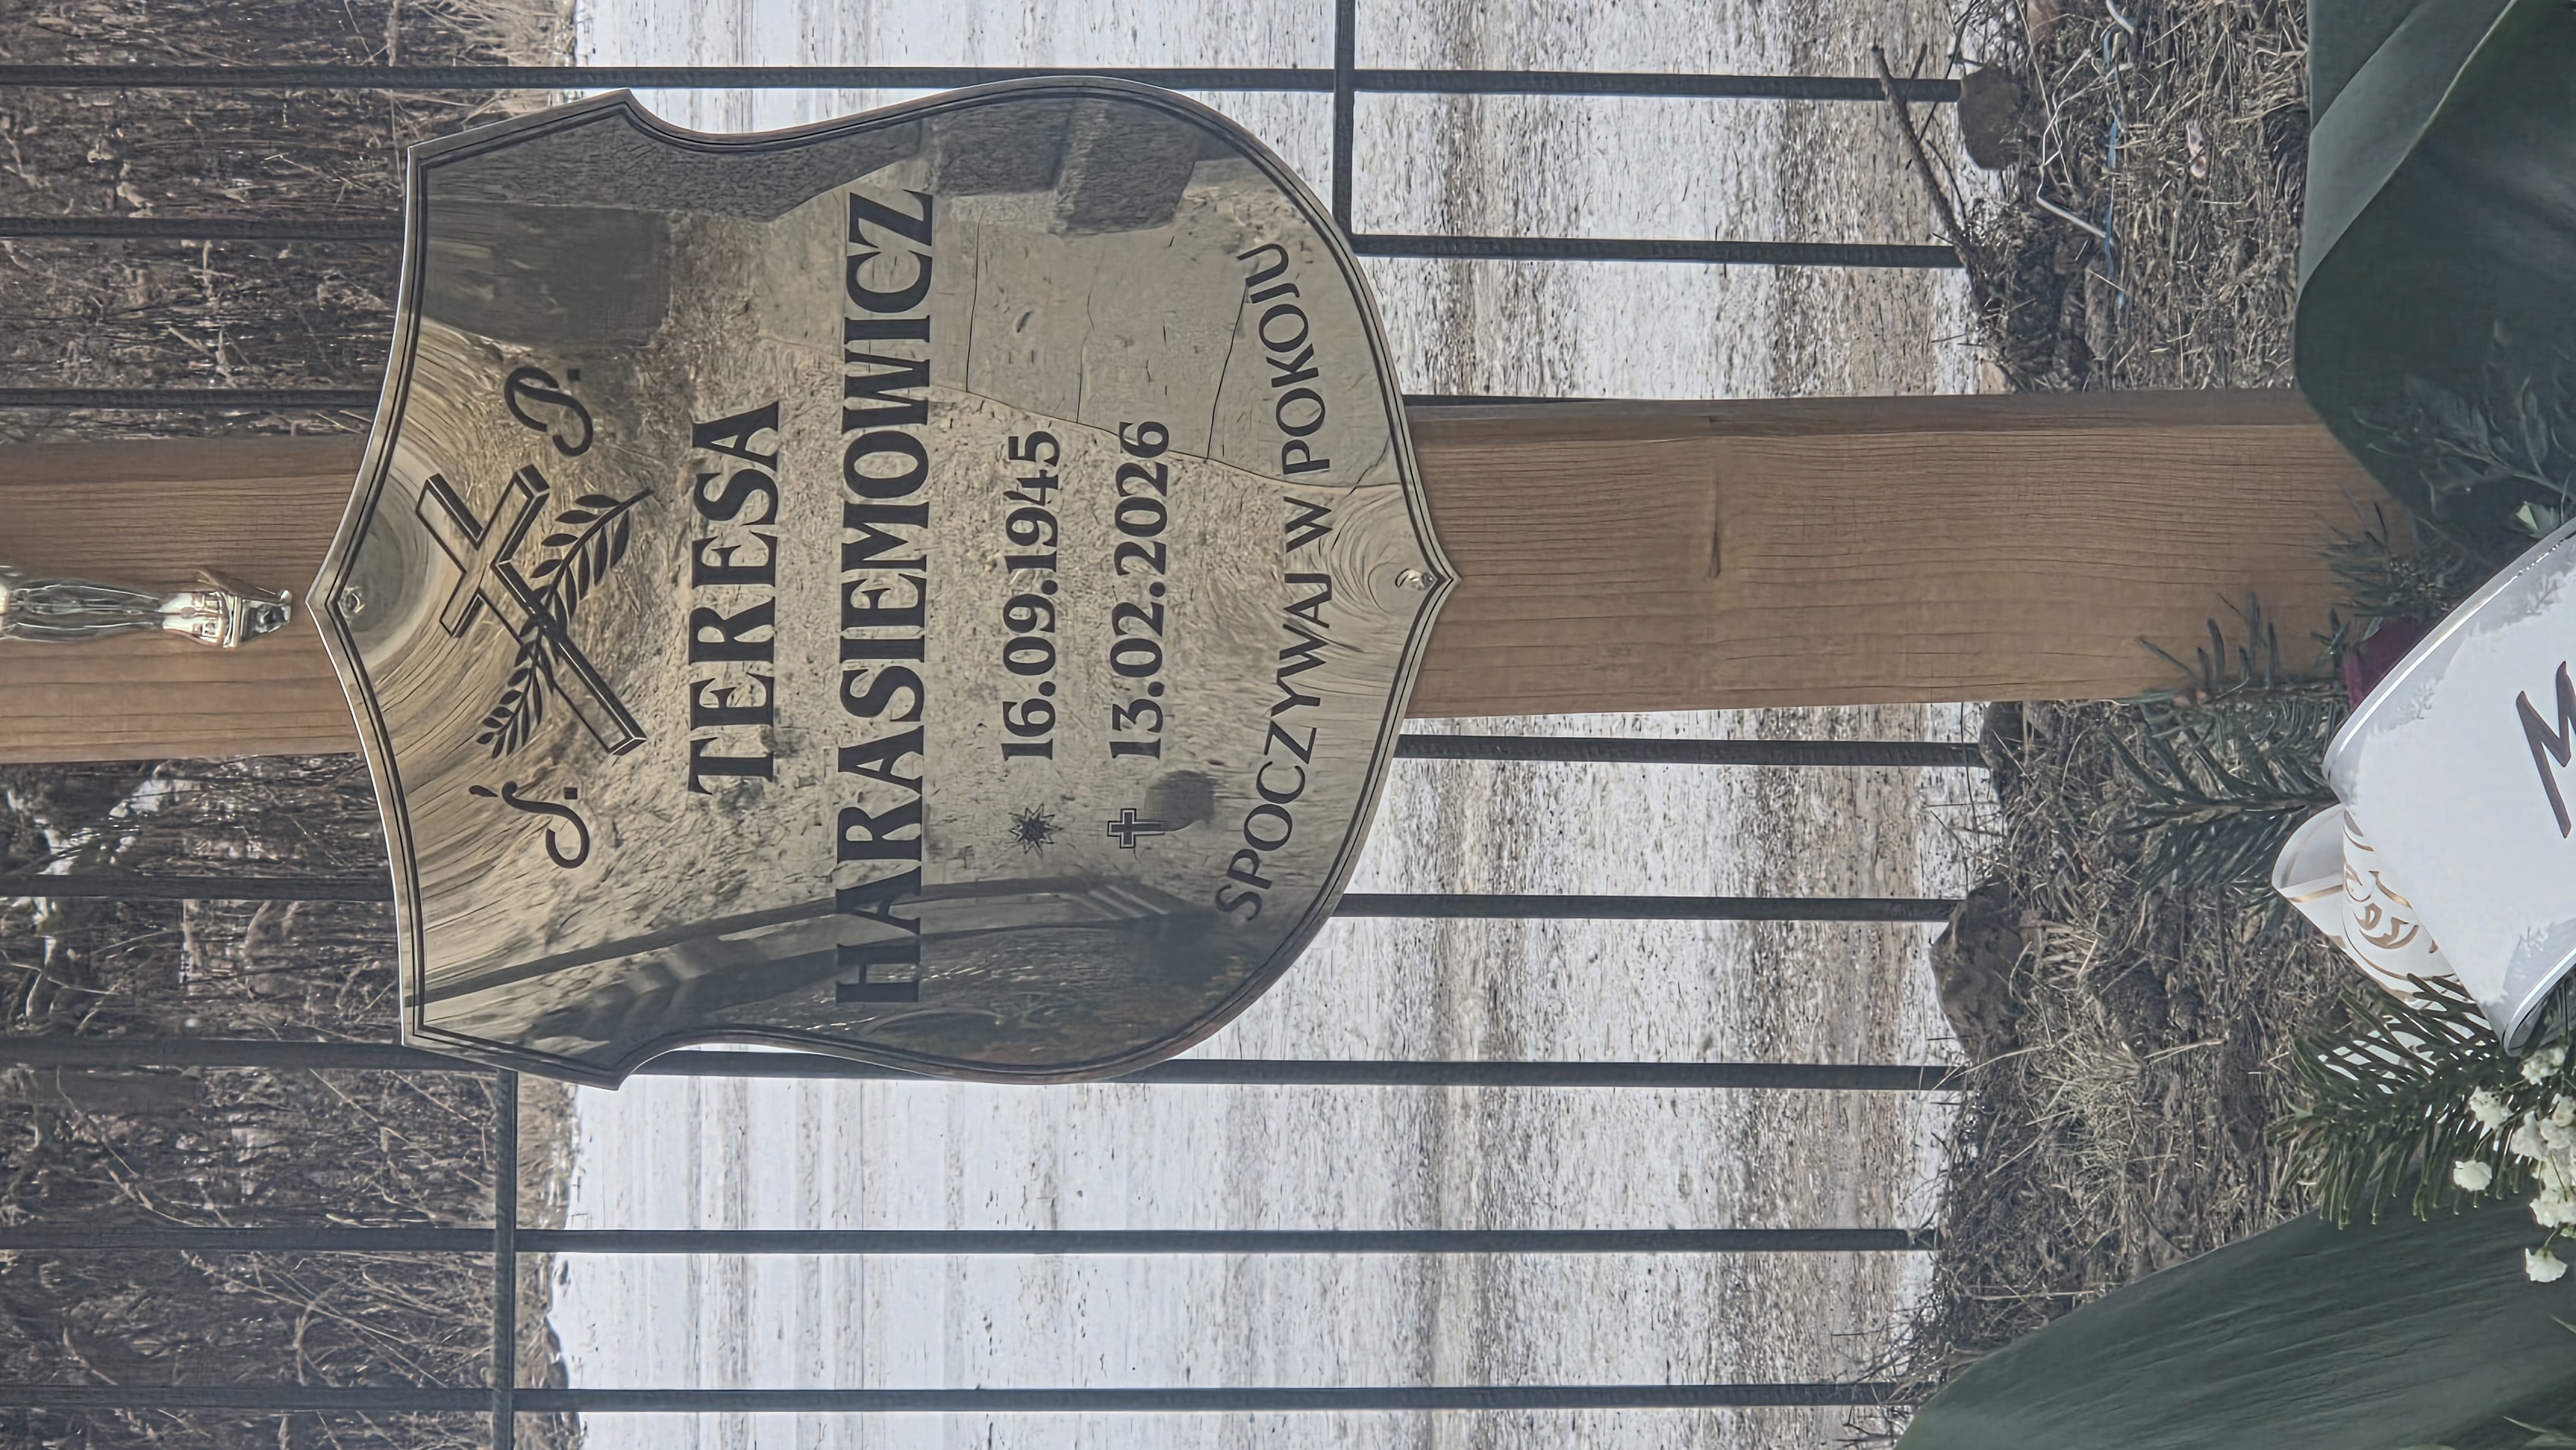 Ś. P.
TERESA
HARASIEMOWICZ
16.09.1945
13.02.2026
SPOCZYWAJ W POKOJU